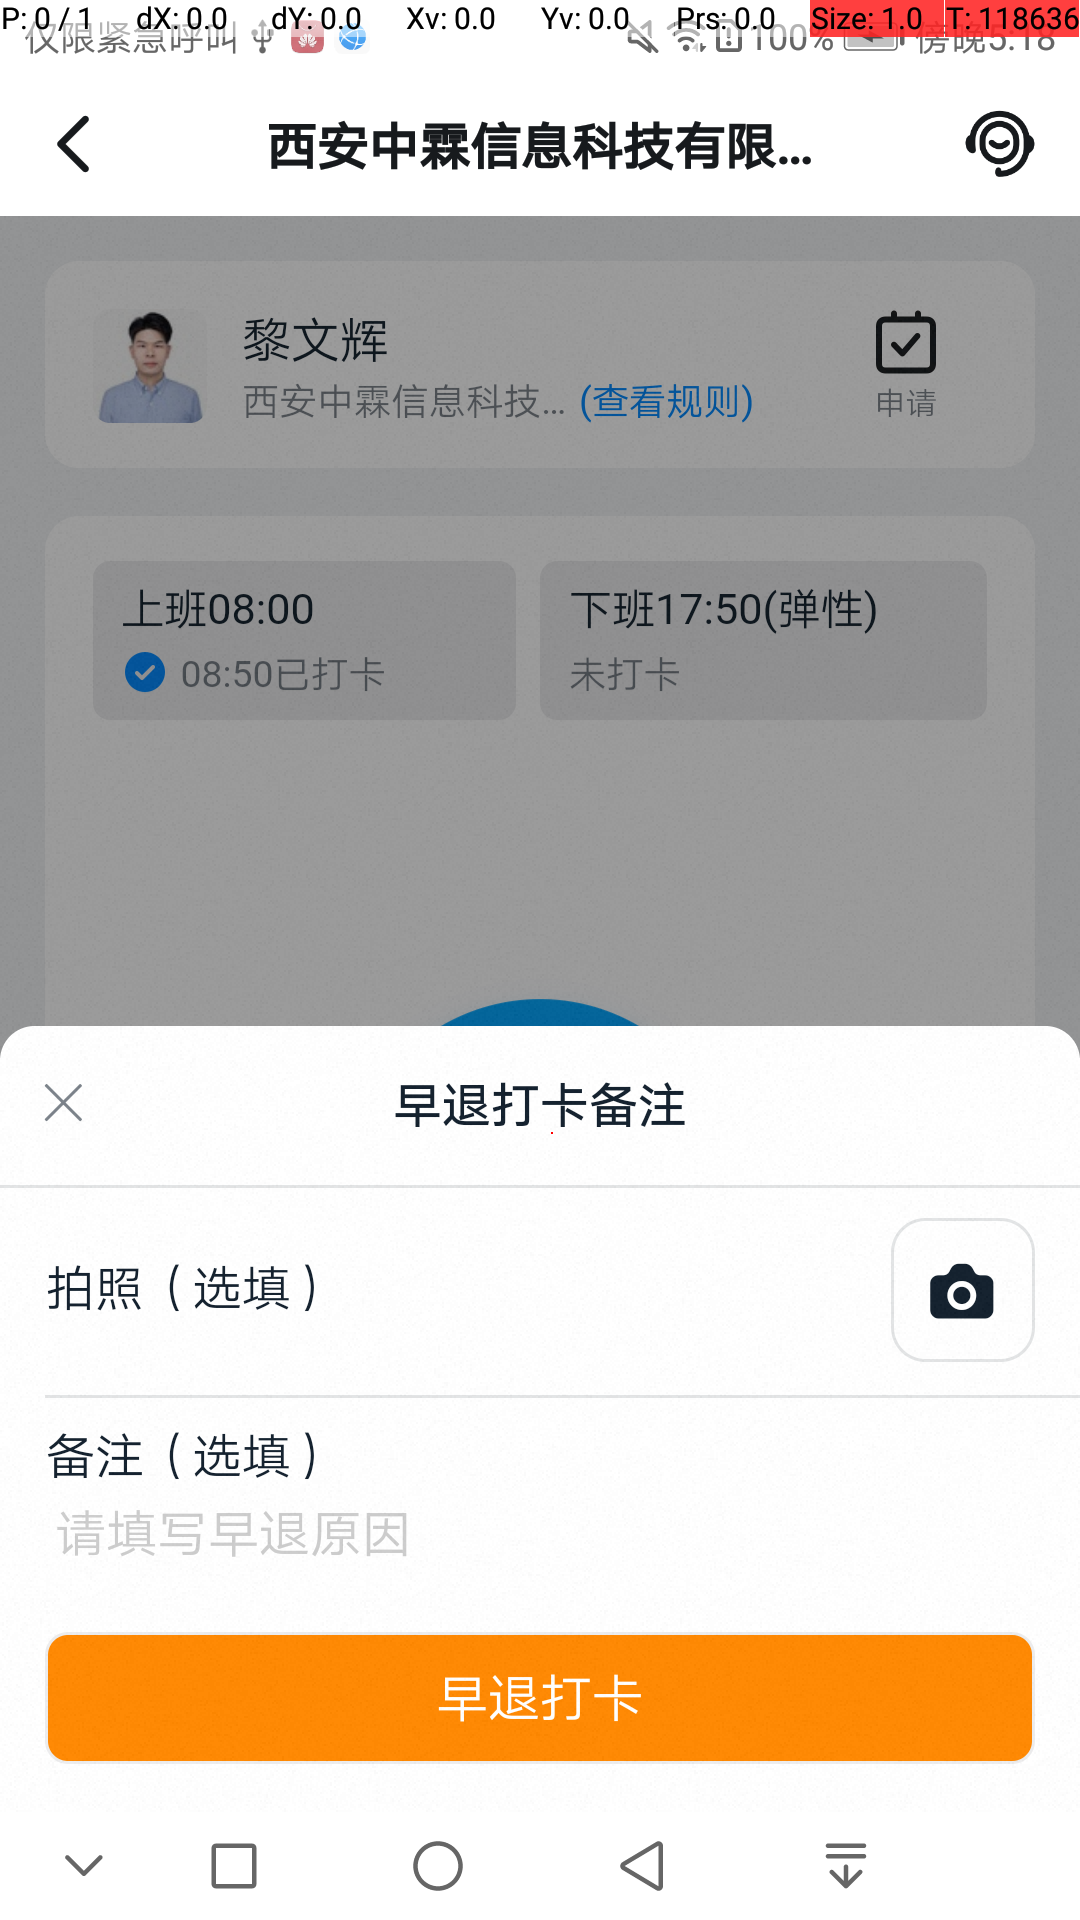 P: 0 / 1 dX: 0.0 dY: 0.0 Xv: 0.0 Yv: 0.0 Prs: 0.0 Size: 1.0 T: 118636
仅限紧急呼叫 100% 傍晚5:18
西安中霖信息科技有限...
黎文辉
西安中霖信息科技... (查看规则)
申请
上班08:00
08:50已打卡
下班17:50(弹性)
未打卡
早退打卡备注
拍照（选填）
备注（选填）
请填写早退原因
早退打卡